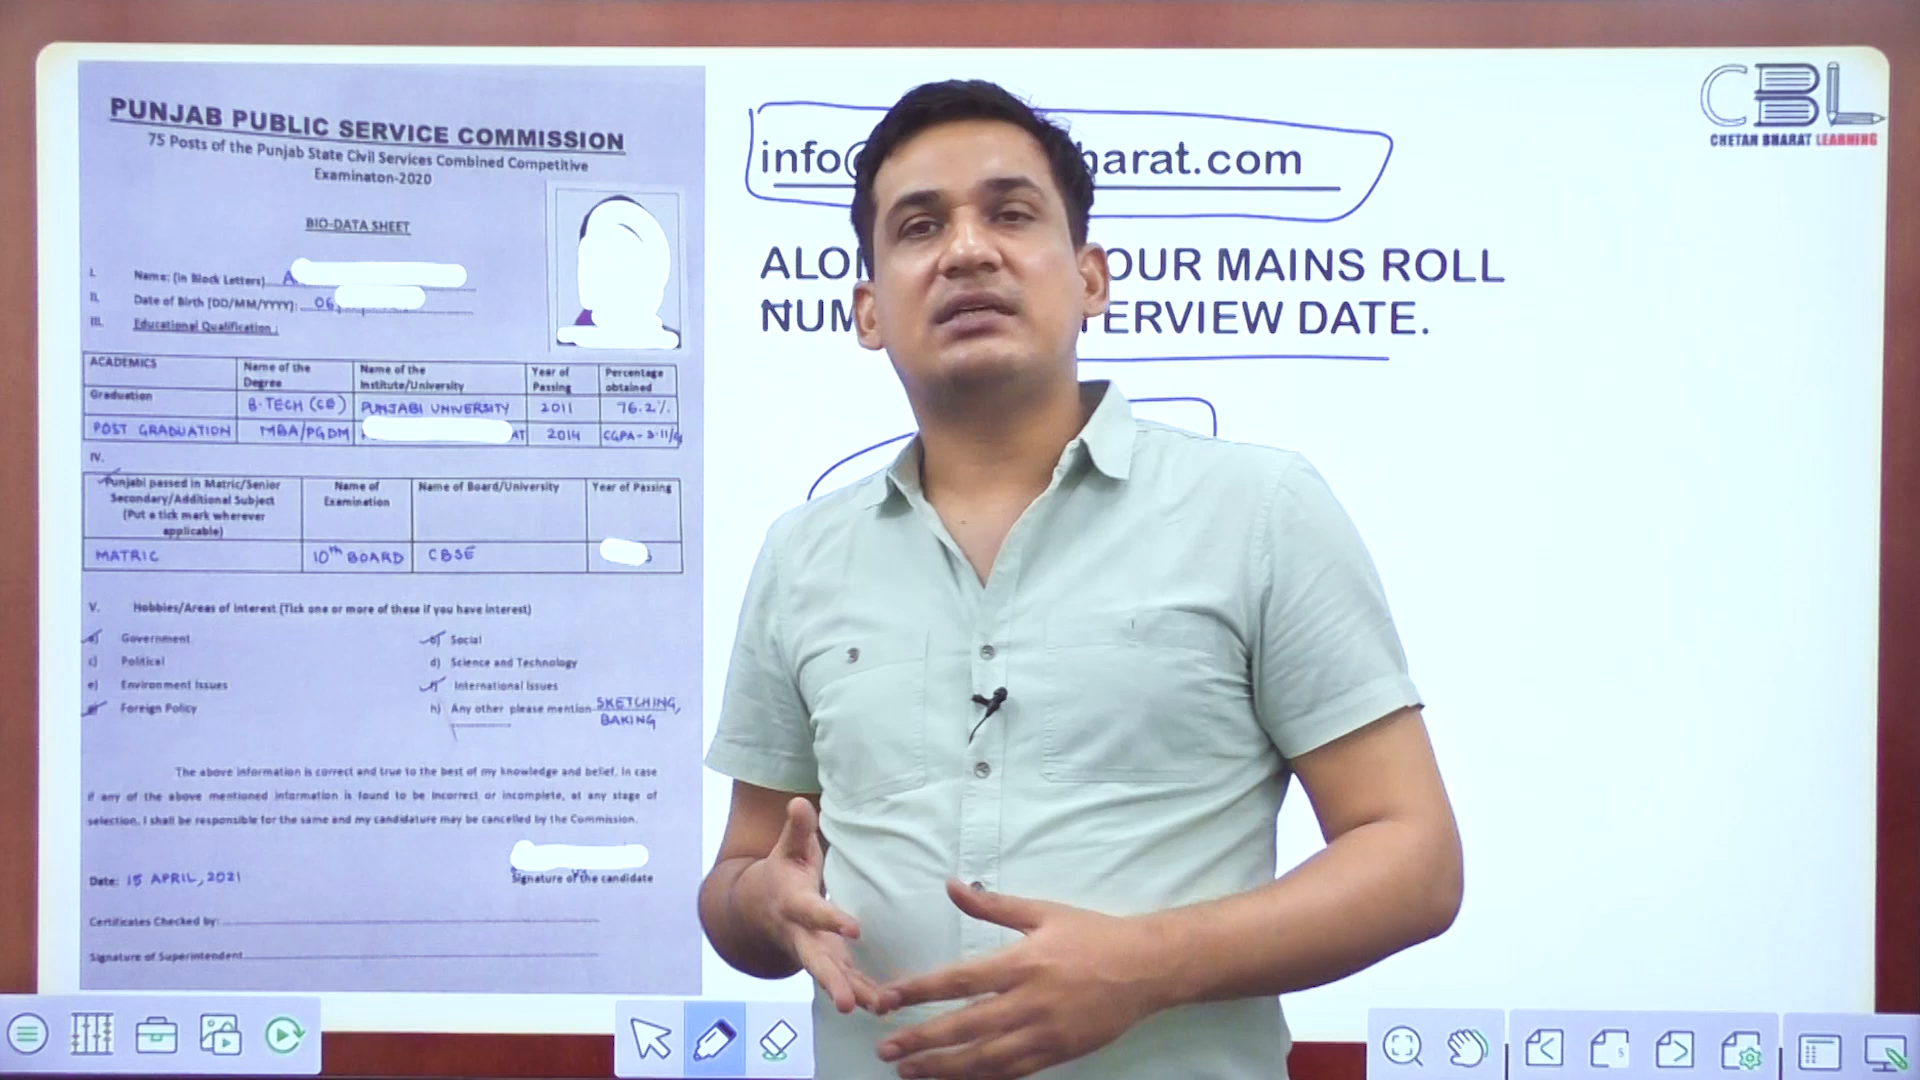 PUNJAB PUBLIC SERVICE COMMISSION
75 Posts of the Punjab State Civil Services Combined Competitive
Examinaton-2020
BIO-DATA SHEET
I. Name: (in Block Letters) A
II. Date of Birth (DD/MM/YYYY): 06
III. Educational Qualification :
ACADEMICS Name of the Degree Name of the Institute/University Year of Passing Percentage obtained
Graduation B.TECH (CE) PUNJABI UNIVERSITY 2011 76.2%
POST GRADUATION MBA/PGDM AT 2014 CGPA-3.11/4
IV.
Punjabi passed in Matric/Senior Secondary/Additional Subject (Put a tick mark wherever applicable) Name of Examination Name of Board/University Year of Passing
MATRIC 10th BOARD CBSE
V. Hobbies/Areas of Interest (Tick one or more of these if you have interest)
a) Government b) Social
c) Political d) Science and Technology
e) Environment Issues f) International Issues
g) Foreign Policy h) Any other please mention SKETCHING,
BAKING
The above information is correct and true to the best of my knowledge and belief. In case
if any of the above mentioned information is found to be incorrect or incomplete, at any stage of
selection. I shall be responsible for the same and my candidature may be cancelled by the Commission.
Date: 15 APRIL, 2021 Signature of the candidate
Certificates Checked by:
Signature of Superintendent
info@ harat.com
ALO OUR MAINS ROLL
NUM TERVIEW DATE.
CBL
CHETAN BHARAT LEARNING
5